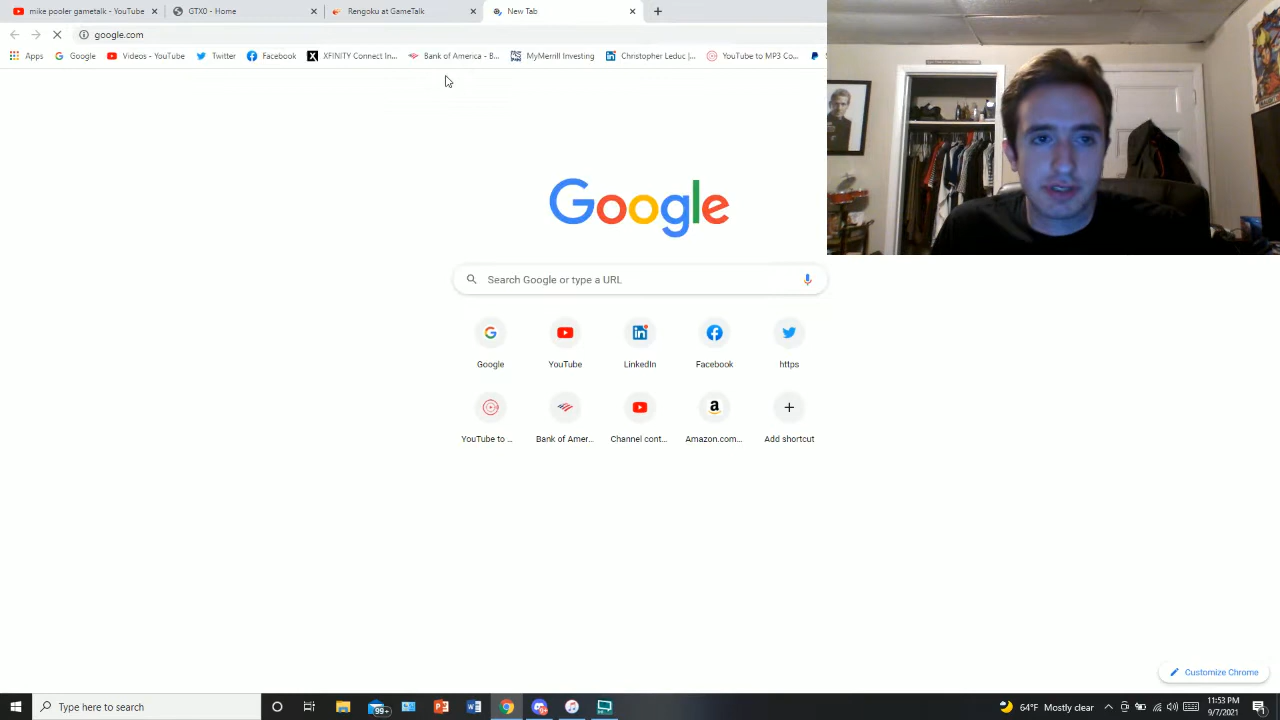 mike pooler gametalk - YouTube
GTX0 - Home
Rengoku at GameTalk
New Tab
google.com
Apps
Google
Videos - YouTube
Twitter
Facebook
XFINITY Connect In...
Bank of America - B...
MyMerrill Investing
Christopher Leduc |...
YouTube to MP3 Co...
Google
Search Google or type a URL
Google
YouTube
LinkedIn
Facebook
https
YouTube to ...
Bank of Amer...
Channel cont...
Amazon.com...
Add shortcut
Customize Chrome
Type here to search
99+
64°F Mostly clear
11:53 PM
9/7/2021